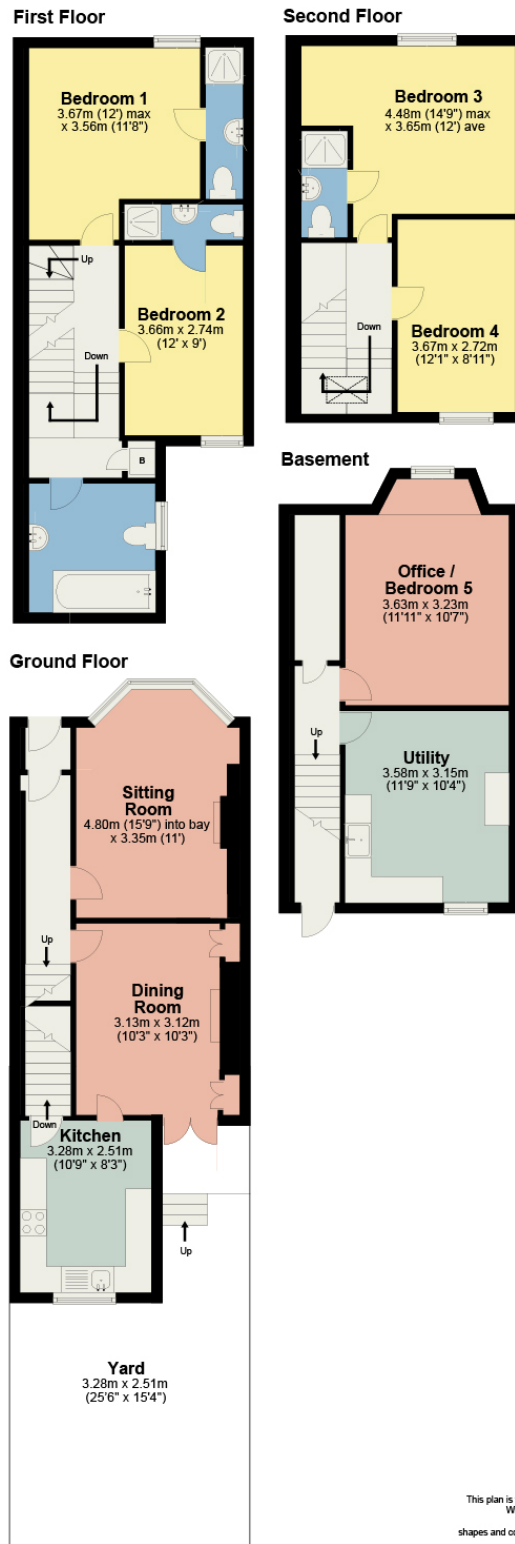 First Floor
Bedroom 1
3.67m (12') max
x 3.56m (11'8")
Up
Bedroom 2
3.66m x 2.74m
(12' x 9')
Down
B
Second Floor
Bedroom 3
4.48m (14'9") max
x 3.65m (12') ave
Down
Bedroom 4
3.67m x 2.72m
(12'1" x 8'11")
Basement
Office /
Bedroom 5
3.63m x 3.23m
(11'11" x 10'7")
Up
Utility
3.58m x 3.15m
(11'9" x 10'4")
Ground Floor
Sitting
Room
4.80m (15'9") into bay
x 3.35m (11')
Up
Dining
Room
3.13m x 3.12m
(10'3" x 10'3")
Down
Kitchen
3.28m x 2.51m
(10'9" x 8'3")
Up
Yard
3.28m x 2.51m
(25'6" x 15'4")
This plan is
W
shapes and co